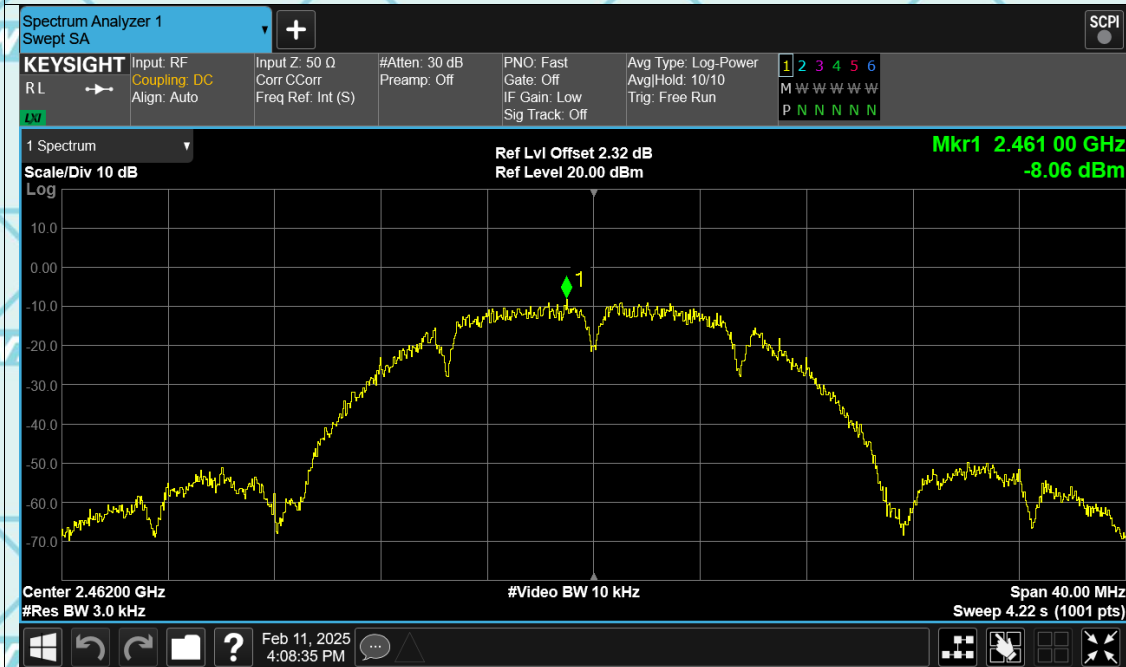 Spectrum Analyzer 1
Swept SA
+
SCPI
KEYSIGHT
RL
LXI
Input: RF
Coupling: DC
Align: Auto
Input Z: 50 Ω
Corr CCorr
Freq Ref: Int (S)
#Atten: 30 dB
Preamp: Off
PNO: Fast
Gate: Off
IF Gain: Low
Sig Track: Off
Avg Type: Log-Power
Avg|Hold: 10/10
Trig: Free Run
1 2 3 4 5 6
M W W W W W
P N N N N N
1 Spectrum
Scale/Div 10 dB
Log
Ref Lvl Offset 2.32 dB
Ref Level 20.00 dBm
Mkr1 2.461 00 GHz
-8.06 dBm
10.0
0.00
1
-10.0
-20.0
-30.0
-40.0
-50.0
-60.0
-70.0
Center 2.46200 GHz
#Video BW 10 kHz
Span 40.00 MHz
#Res BW 3.0 kHz
Sweep 4.22 s (1001 pts)
?
Feb 11, 2025
4:08:35 PM